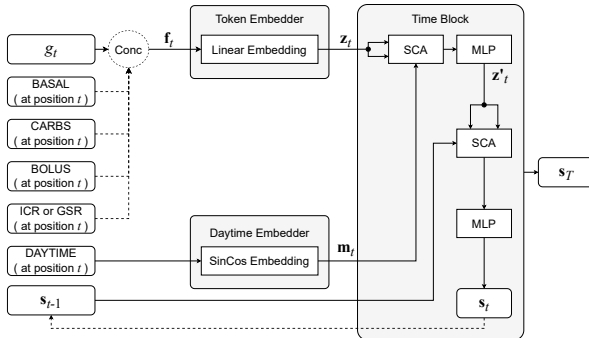 Token Embedder
Time Block
g_t
Conc
f_t
Linear Embedding
z_t
SCA
MLP
BASAL
( at position t )
z'_t
CARBS
( at position t )
SCA
BOLUS
( at position t )
s_T
ICR or GSR
( at position t )
Daytime Embedder
MLP
DAYTIME
( at position t )
SinCos Embedding
m_t
s_t-1
s_t